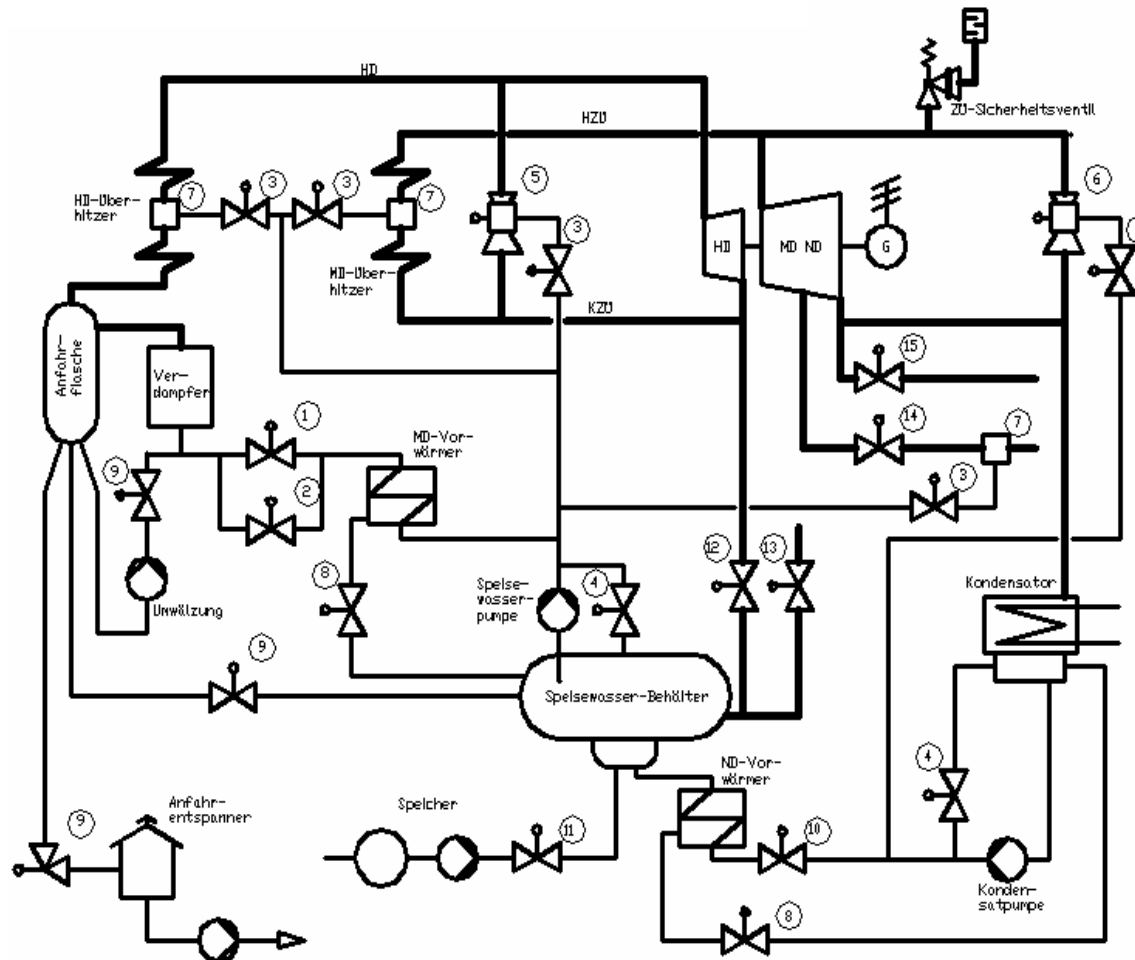 HD
HZÜ
ZÜ-Sicherheitsventil
5
6
7
3
3
7
HD-Über-
hitzer
3
HD
MD ND
G
MD-Über-
hitzer
KZÜ
Anfahr-
flasche
Ver-
dampfer
15
1
MD-Vor-
wärmer
14
7
9
2
3
8
12
13
Umwälzung
Speise-
wasser-
pumpe
4
Kondensator
9
Speisewasser-Behälter
ND-Vor-
wärmer
4
Anfahr-
entspanner
9
Speicher
11
10
Konden-
satpumpe
8